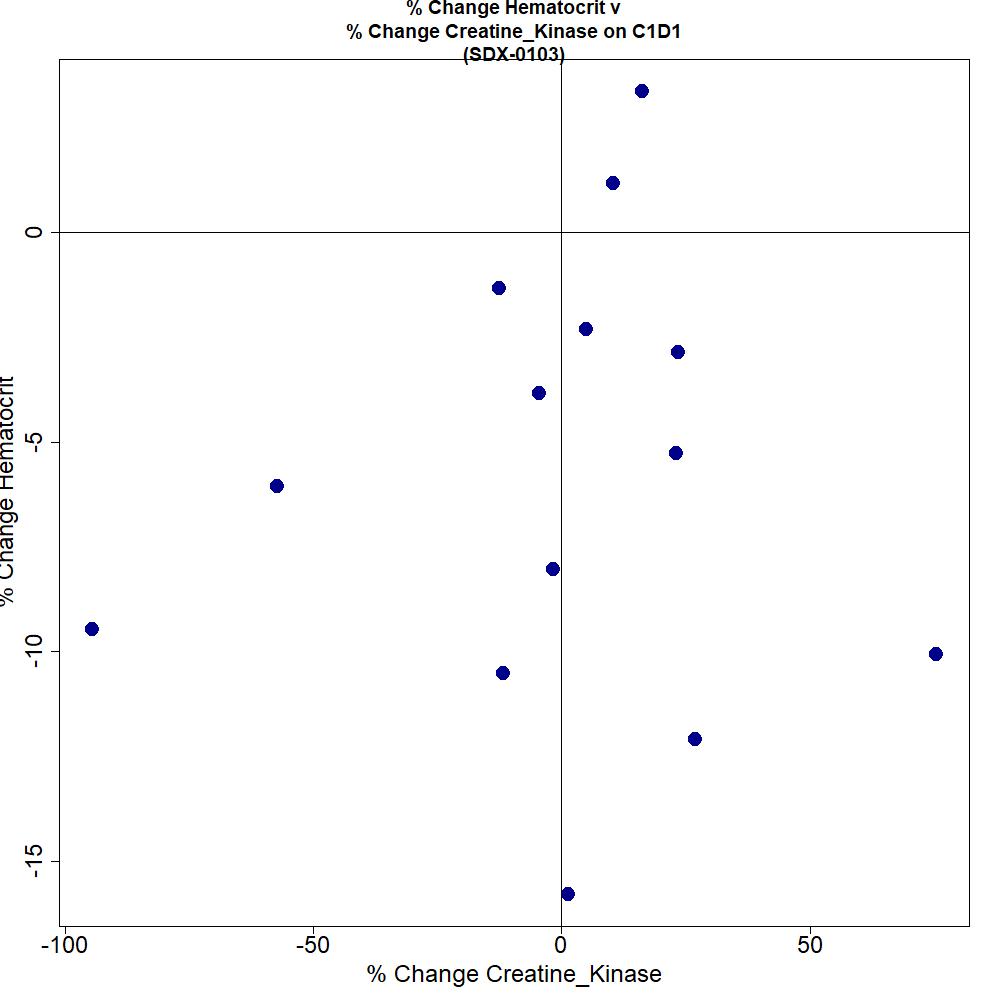 % Change Hematocrit v
% Change Creatine_Kinase on C1D1
(SDX-0103)
0
-5
-10
-15
% Change Hematocrit
-100
-50
0
50
% Change Creatine_Kinase